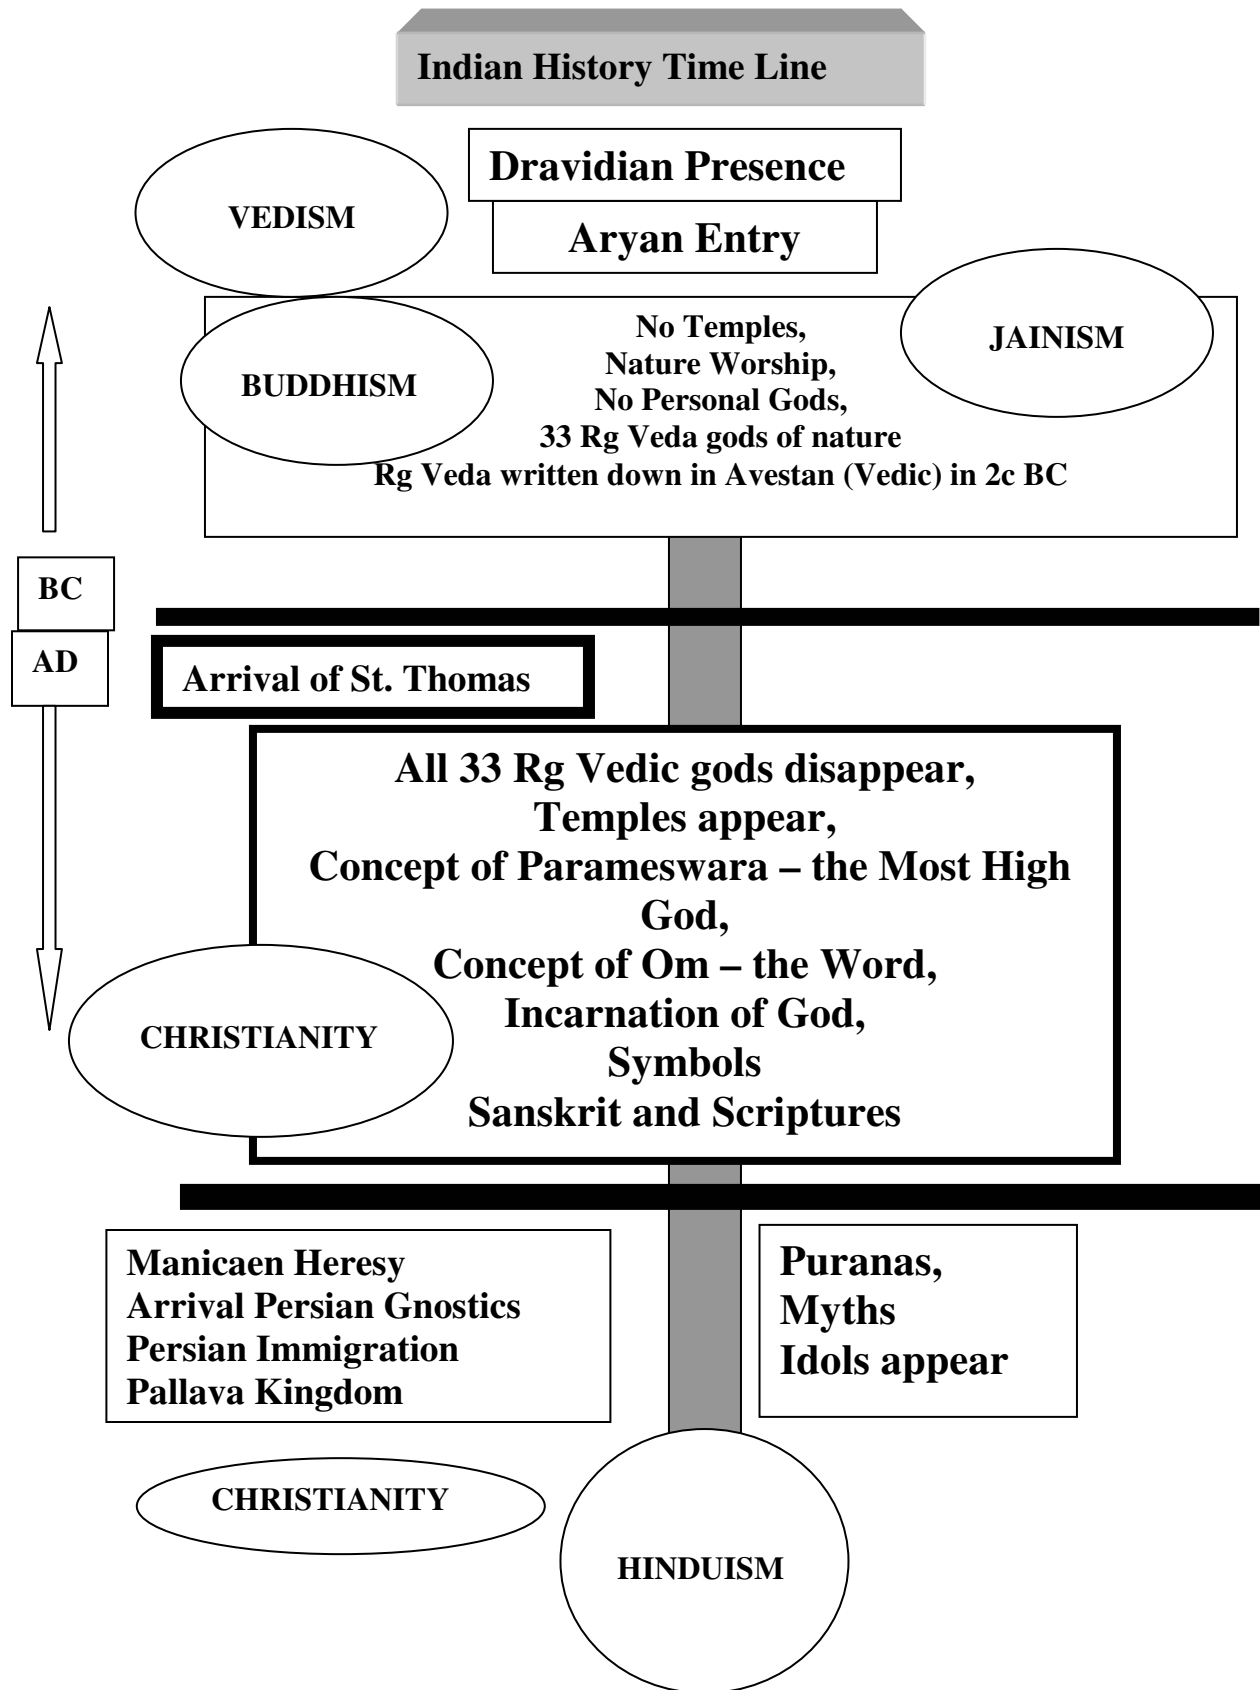 Indian History Time Line
Dravidian Presence
VEDISM
Aryan Entry
No Temples,
JAINISM
Nature Worship,
BUDDHISM
No Personal Gods,
33 Rg Veda gods of nature
Rg Veda written down in Avestan (Vedic) in 2c BC
BC
AD
Arrival of St. Thomas
All 33 Rg Vedic gods disappear,
Temples appear,
Concept of Parameswara – the Most High
God,
Concept of Om – the Word,
Incarnation of God,
CHRISTIANITY
Symbols
Sanskrit and Scriptures
Manicaen Heresy
Arrival Persian Gnostics
Persian Immigration
Pallava Kingdom
Puranas,
Myths
Idols appear
CHRISTIANITY
HINDUISM